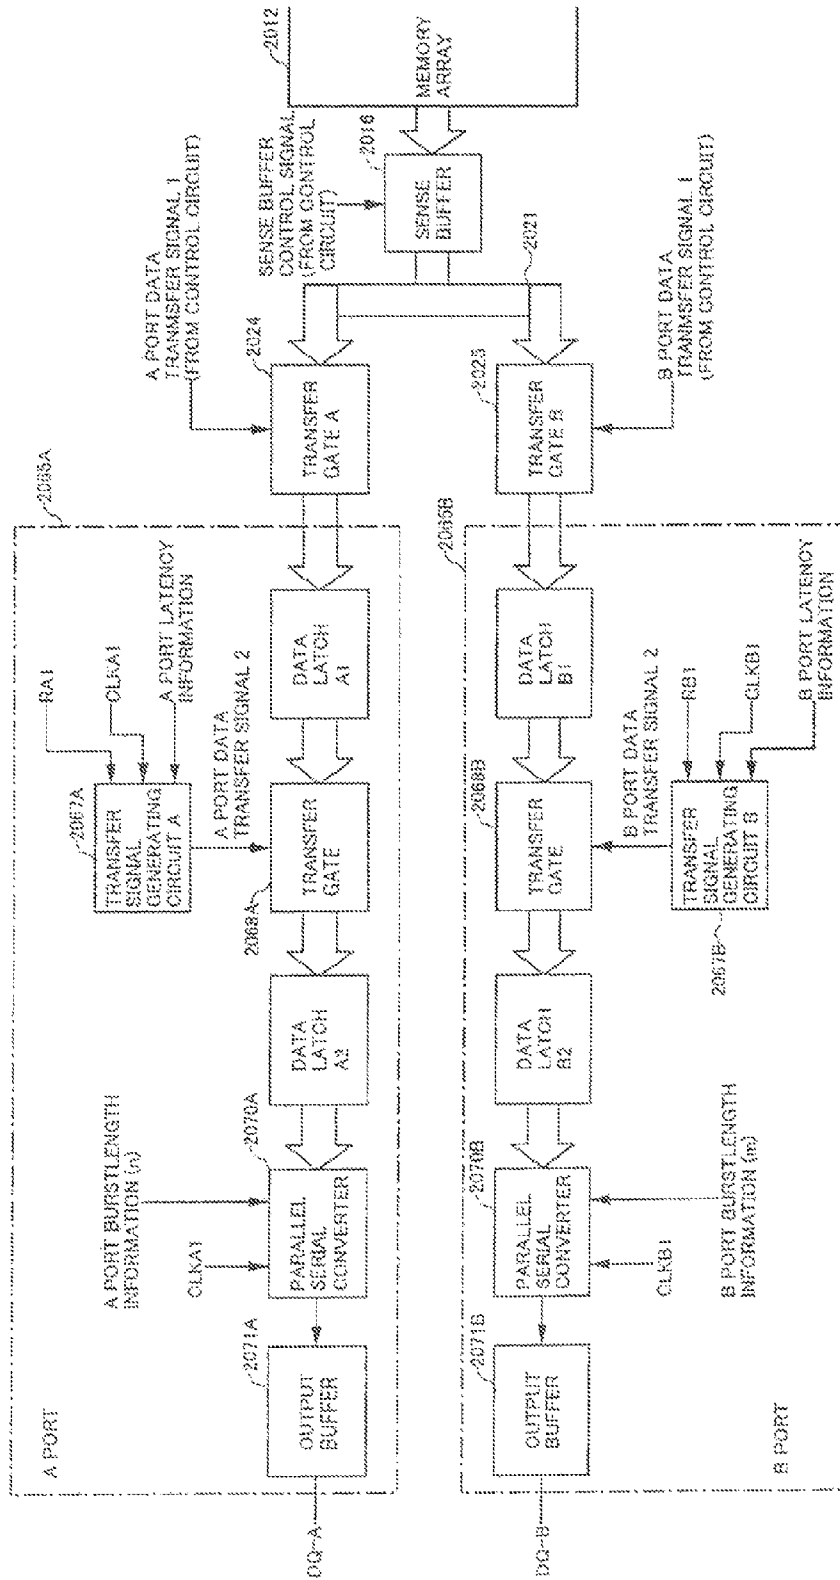 A PORT
B PORT
DQ-A
DQ-B
2071A
OUTPUT
BUFFER
2071B
OUTPUT
BUFFER
A PORT BURSTLENGTH
INFORMATION (n)
CLKA1
2070A
PARALLEL
SERIAL
CONVERTER
2070B
PARALLEL
SERIAL
CONVERTER
CLKB1
B PORT BURSTLENGTH
INFORMATION (m)
DATA
LATCH
A2
DATA
LATCH
B2
2067A
TRANSFER
SIGNAL
GENERATING
CIRCUIT A
RA1
CLKA1
A PORT LATENCY
INFORMATION
A PORT DATA
TRANSFER SIGNAL 2
2068A
TRANSFER
GATE
2068B
TRANSFER
GATE
B PORT DATA
TRANSFER SIGNAL 2
2067B
TRANSFER
SIGNAL
GENERATING
CIRCUIT B
RB1
CLKB1
B PORT LATENCY
INFORMATION
DATA
LATCH
A1
DATA
LATCH
B1
2065A
2065B
A PORT DATA
TRANMSFER SIGNAL 1
(FROM CONTROL CIRCUIT)
2024
TRANSFER
GATE A
2025
TRANSFER
GATE B
B PORT DATA
TRANMSFER SIGNAL 1
(FROM CONTROL CIRCUIT)
2021
SENSE BUFFER
CONTROL SIGNAL
(FROM CONTROL
CIRCUIT)
2016
SENSE
BUFFER
2012
MEMORY
ARRAY